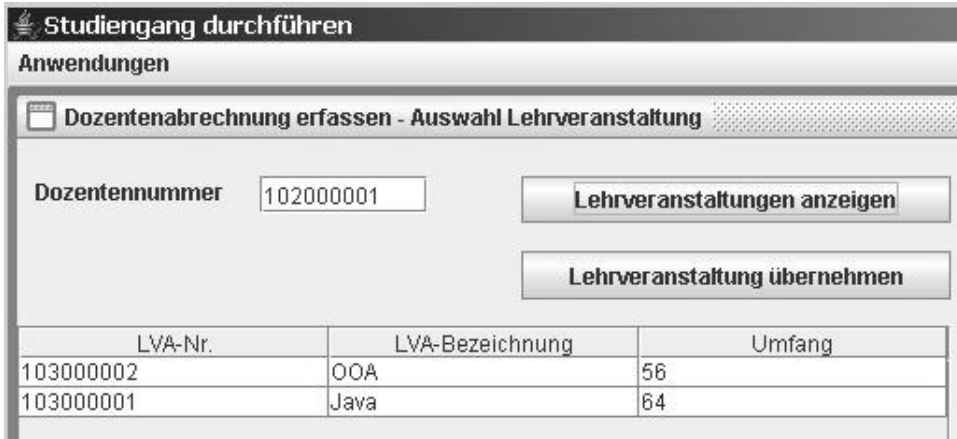 Studiengang durchführen
Anwendungen
Dozentenabrechnung erfassen - Auswahl Lehrveranstaltung
Dozentennummer 102000001 Lehrveranstaltungen anzeigen
Lehrveranstaltung übernehmen
LVA-Nr. LVA-Bezeichnung Umfang
103000002 OOA 56
103000001 Java 64